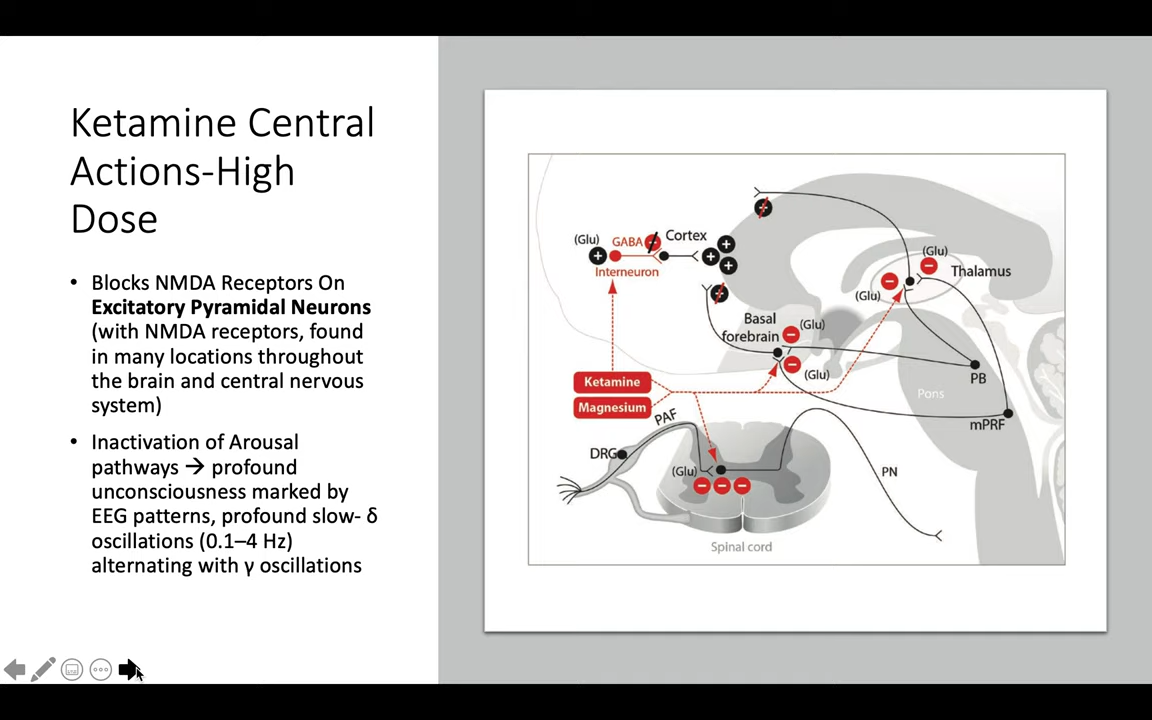 Ketamine Central
Actions-High
Dose
• Blocks NMDA Receptors On
Excitatory Pyramidal Neurons
(with NMDA receptors, found
in many locations throughout
the brain and central nervous
system)
• Inactivation of Arousal
pathways → profound
unconsciousness marked by
EEG patterns, profound slow- δ
oscillations (0.1–4 Hz)
alternating with γ oscillations
(Glu)
GABA
Cortex
Interneuron
(Glu)
Thalamus
(Glu)
Basal
forebrain
(Glu)
(Glu)
Ketamine
Magnesium
PB
Pons
mPRF
PAF
DRG
(Glu)
PN
Spinal cord